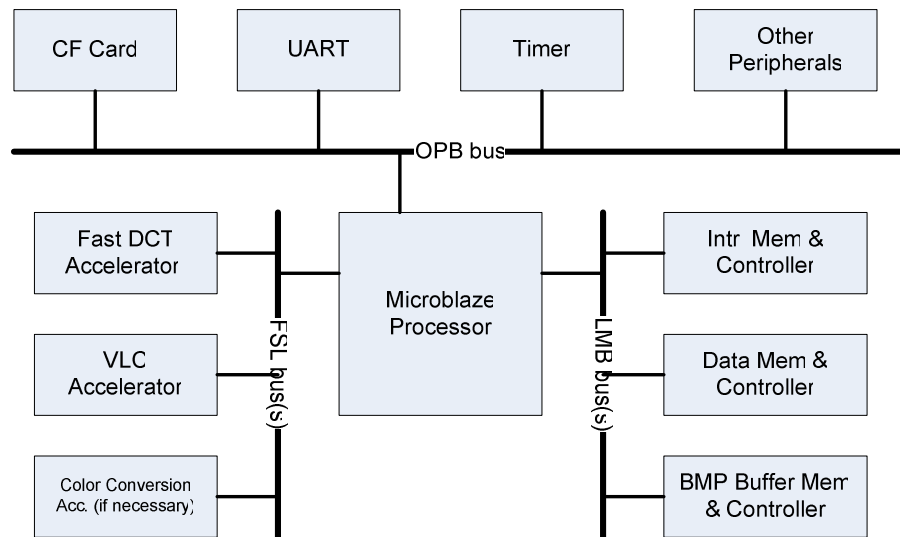 CF Card
UART
Timer
Other
Peripherals
OPB bus
Fast DCT
Accelerator
Microblaze
Processor
Intr Mem &
Controller
FSL bus(s)
LMB bus(s)
VLC
Accelerator
Data Mem &
Controller
Color Conversion
Acc. (if necessary)
BMP Buffer Mem
& Controller